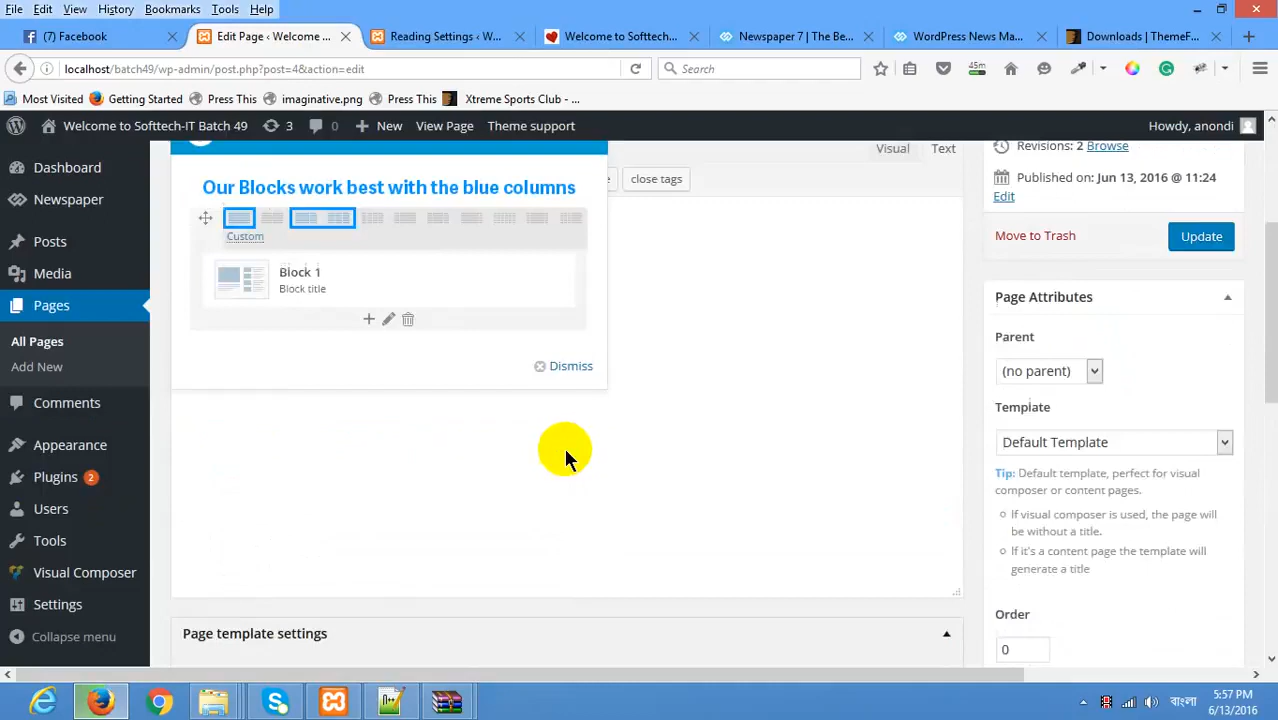 File Edit View History Bookmarks Tools Help
(7) Facebook
Edit Page ‹ Welcome ...
Reading Settings ‹ W...
Welcome to Softtech...
Newspaper 7 | The Be...
WordPress News Ma...
Downloads | ThemeF...
localhost/batch49/wp-admin/post.php?post=4&action=edit
Search
45m
Most Visited Getting Started Press This imaginative.png Press This Xtreme Sports Club - ...
Welcome to Softtech-IT Batch 49 3 0 New View Page Theme support Howdy, anondi
Dashboard
Newspaper
Posts
Media
Pages
All Pages
Add New
Comments
Appearance
Plugins 2
Users
Tools
Visual Composer
Settings
Collapse menu
Visual Text
close tags
Our Blocks work best with the blue columns
Custom
Block 1
Block title
Dismiss
Page template settings
Revisions: 2 Browse
Published on: Jun 13, 2016 @ 11:24
Edit
Move to Trash Update
Page Attributes
Parent
(no parent)
Template
Default Template
Tip: Default template, perfect for visual
composer or content pages.
If visual composer is used, the page will
be without a title.
If it's a content page the template will
generate a title
Order
0
বাংলা
5:57 PM
6/13/2016